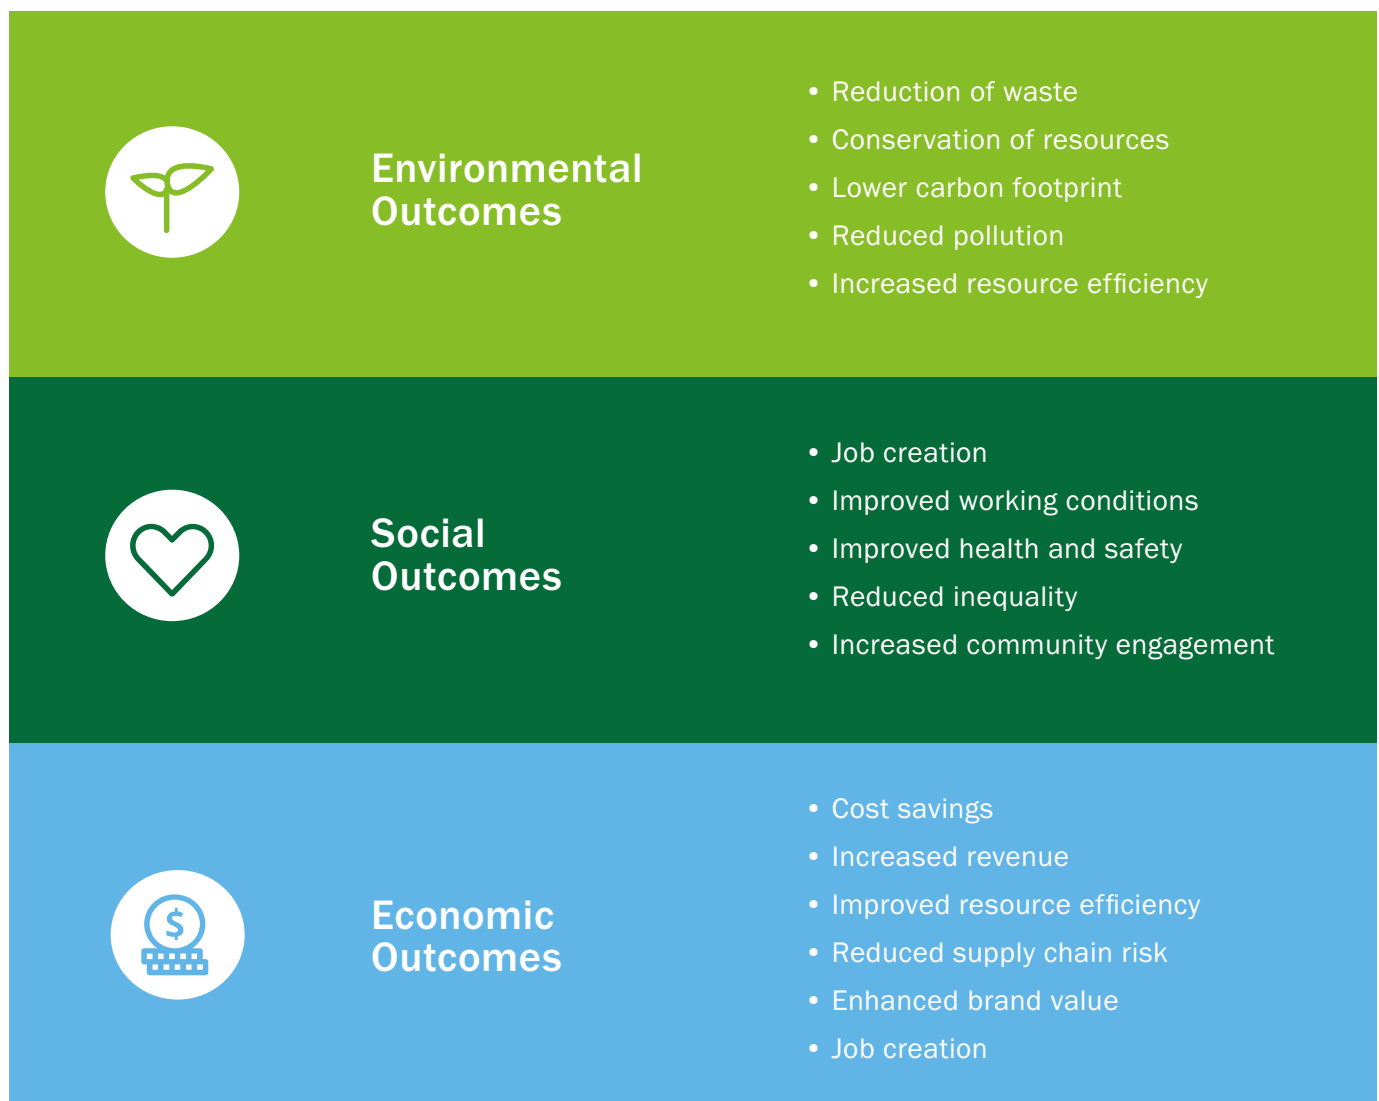 Environmental
Outcomes
• Reduction of waste
• Conservation of resources
• Lower carbon footprint
• Reduced pollution
• Increased resource efficiency
Social
Outcomes
• Job creation
• Improved working conditions
• Improved health and safety
• Reduced inequality
• Increased community engagement
$
Economic
Outcomes
• Cost savings
• Increased revenue
• Improved resource efficiency
• Reduced supply chain risk
• Enhanced brand value
• Job creation